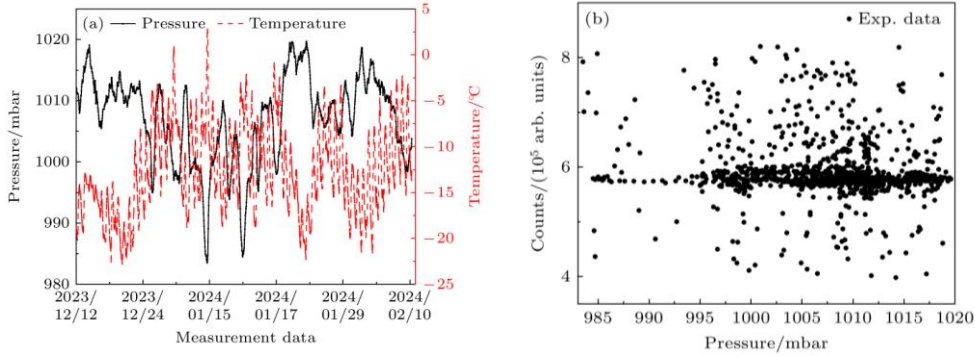 (a) Pressure Temperature
Pressure/mbar
1020
1010
1000
990
980
5
0
−5
−10
−15
−20
−25
Temperature/℃
2023/ 2023/ 2024/ 2024/ 2024/ 2024/
12/12 12/24 01/15 01/17 01/29 02/10
Measurement data
(b) Exp. data
Counts/(10⁵ arb. units)
8
6
4
985 990 995 1000 1005 1010 1015 1020
Pressure/mbar